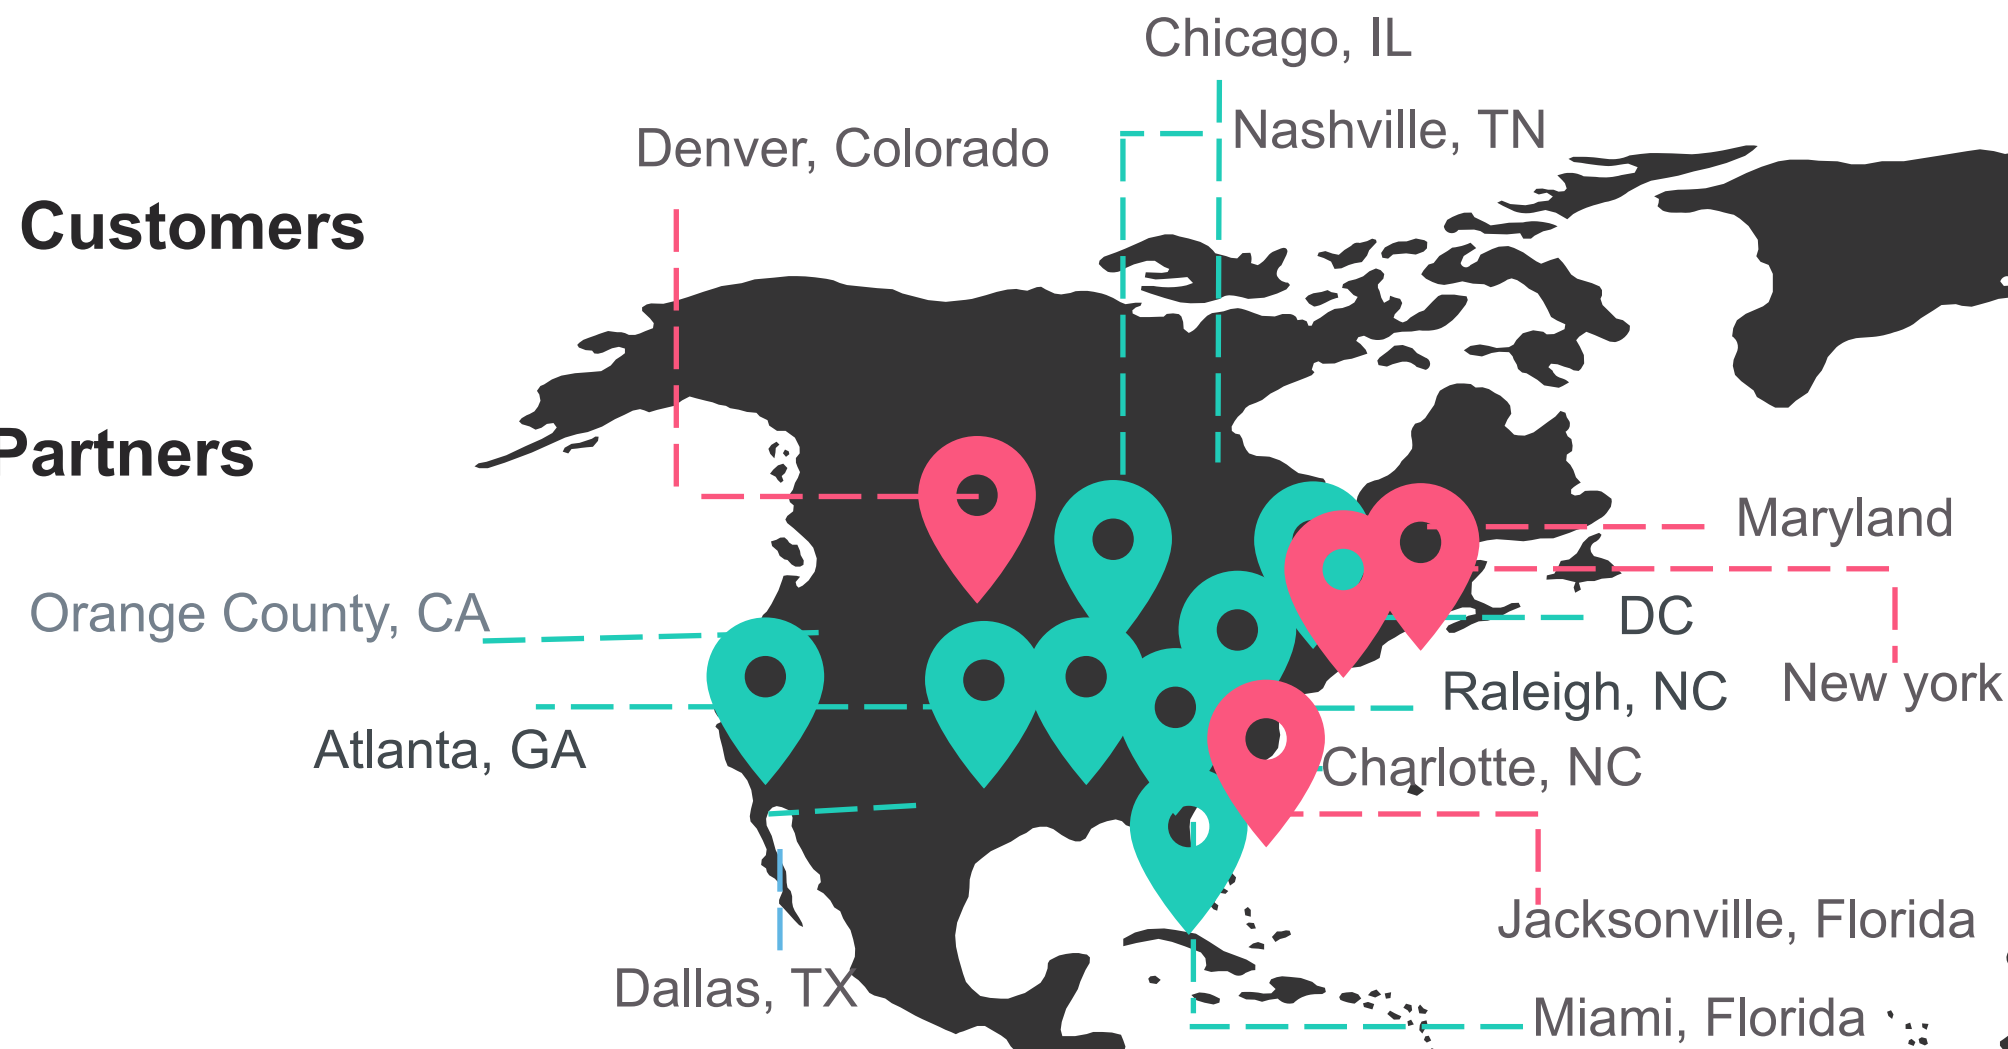 Chicago, IL
Nashville, TN
Denver, Colorado
Customers
Partners
Maryland
Orange County, CA
DC
New york
Raleigh, NC
Atlanta, GA
Charlotte, NC
Jacksonville, Florida
Dallas, TX
Miami, Florida